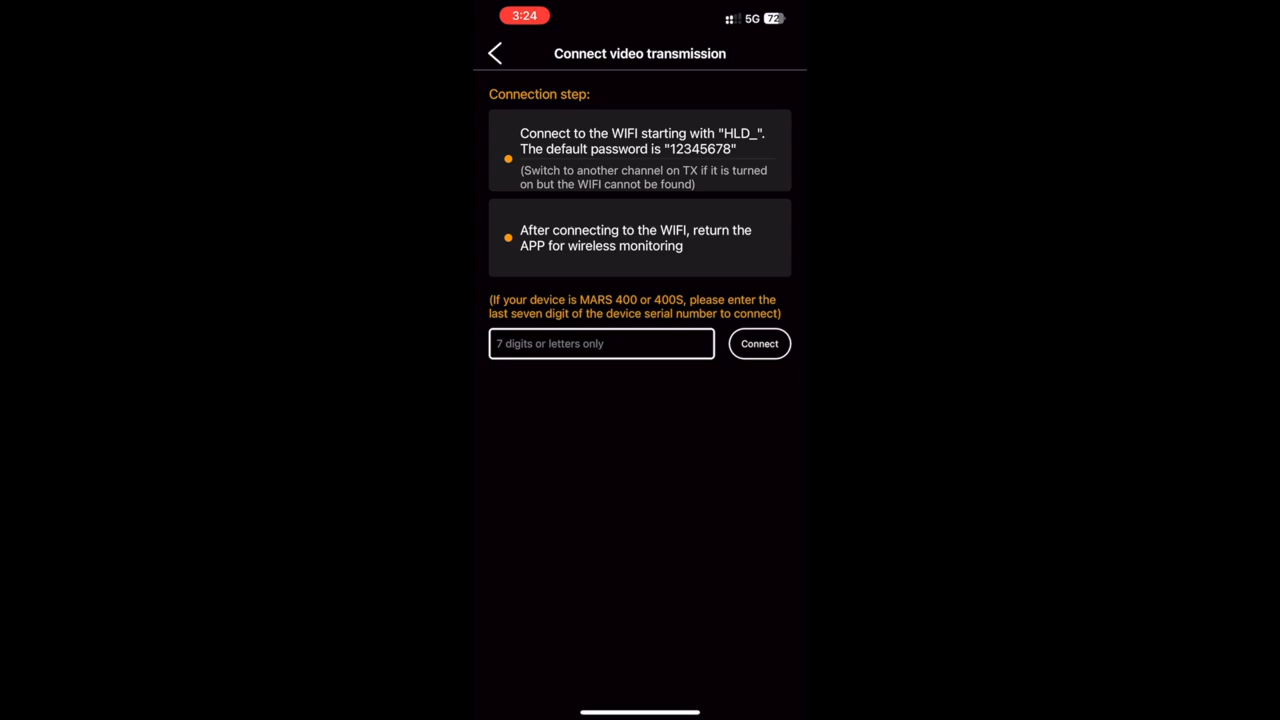 3:24
5G 72
Connect video transmission
Connection step:
Connect to the WIFI starting with "HLD_".
The default password is "12345678"
(Switch to another channel on TX if it is turned
on but the WIFI cannot be found)
After connecting to the WIFI, return the
APP for wireless monitoring
(If your device is MARS 400 or 400S, please enter the
last seven digit of the device serial number to connect)
7 digits or letters only
Connect